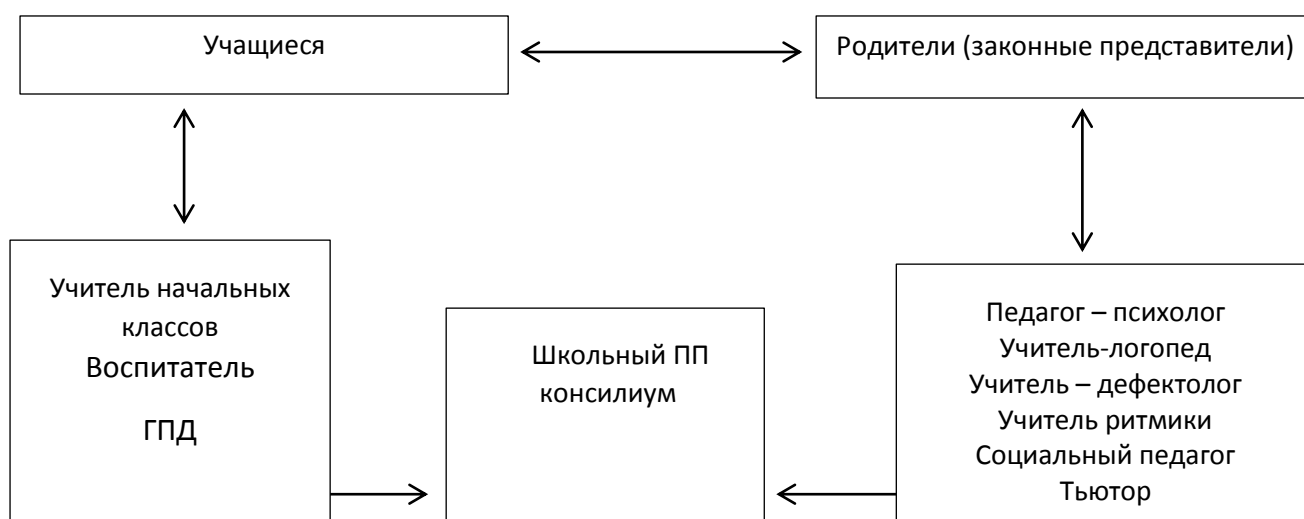 Учащиеся
Родители (законные представители)
Учитель начальных
классов
Воспитатель
ГПД
Школьный ПП
консилиум
Педагог – психолог
Учитель-логопед
Учитель – дефектолог
Учитель ритмики
Социальный педагог
Тьютор